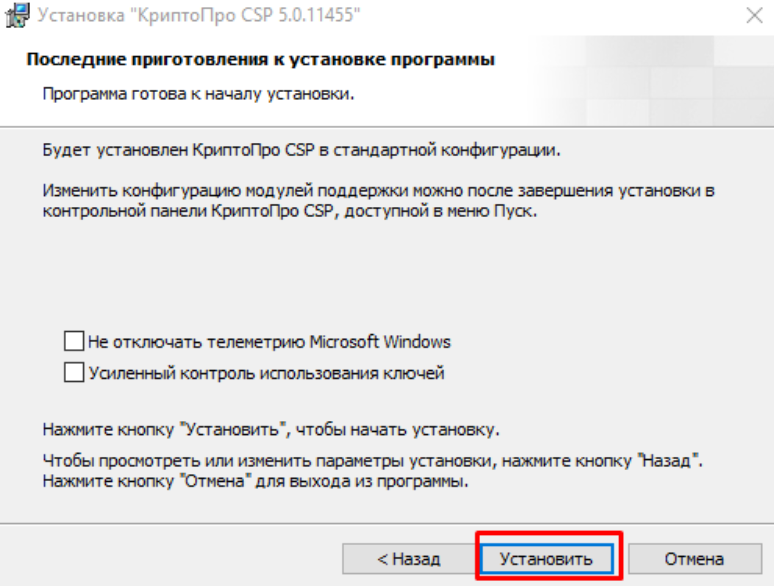 Установка "КриптоПро CSP 5.0.11455"
Последние приготовления к установке программы
Программа готова к началу установки.
Будет установлен КриптоПро CSP в стандартной конфигурации.
Изменить конфигурацию модулей поддержки можно после завершения установки в
контрольной панели КриптоПро CSP, доступной в меню Пуск.
Не отключать телеметрию Microsoft Windows
Усиленный контроль использования ключей
Нажмите кнопку "Установить", чтобы начать установку.
Чтобы просмотреть или изменить параметры установки, нажмите кнопку "Назад".
Нажмите кнопку "Отмена" для выхода из программы.
< Назад Установить Отмена